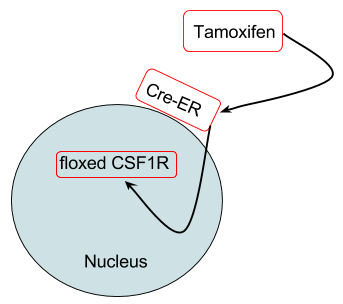 Tamoxifen
Cre-ER
floxed CSF1R
Nucleus